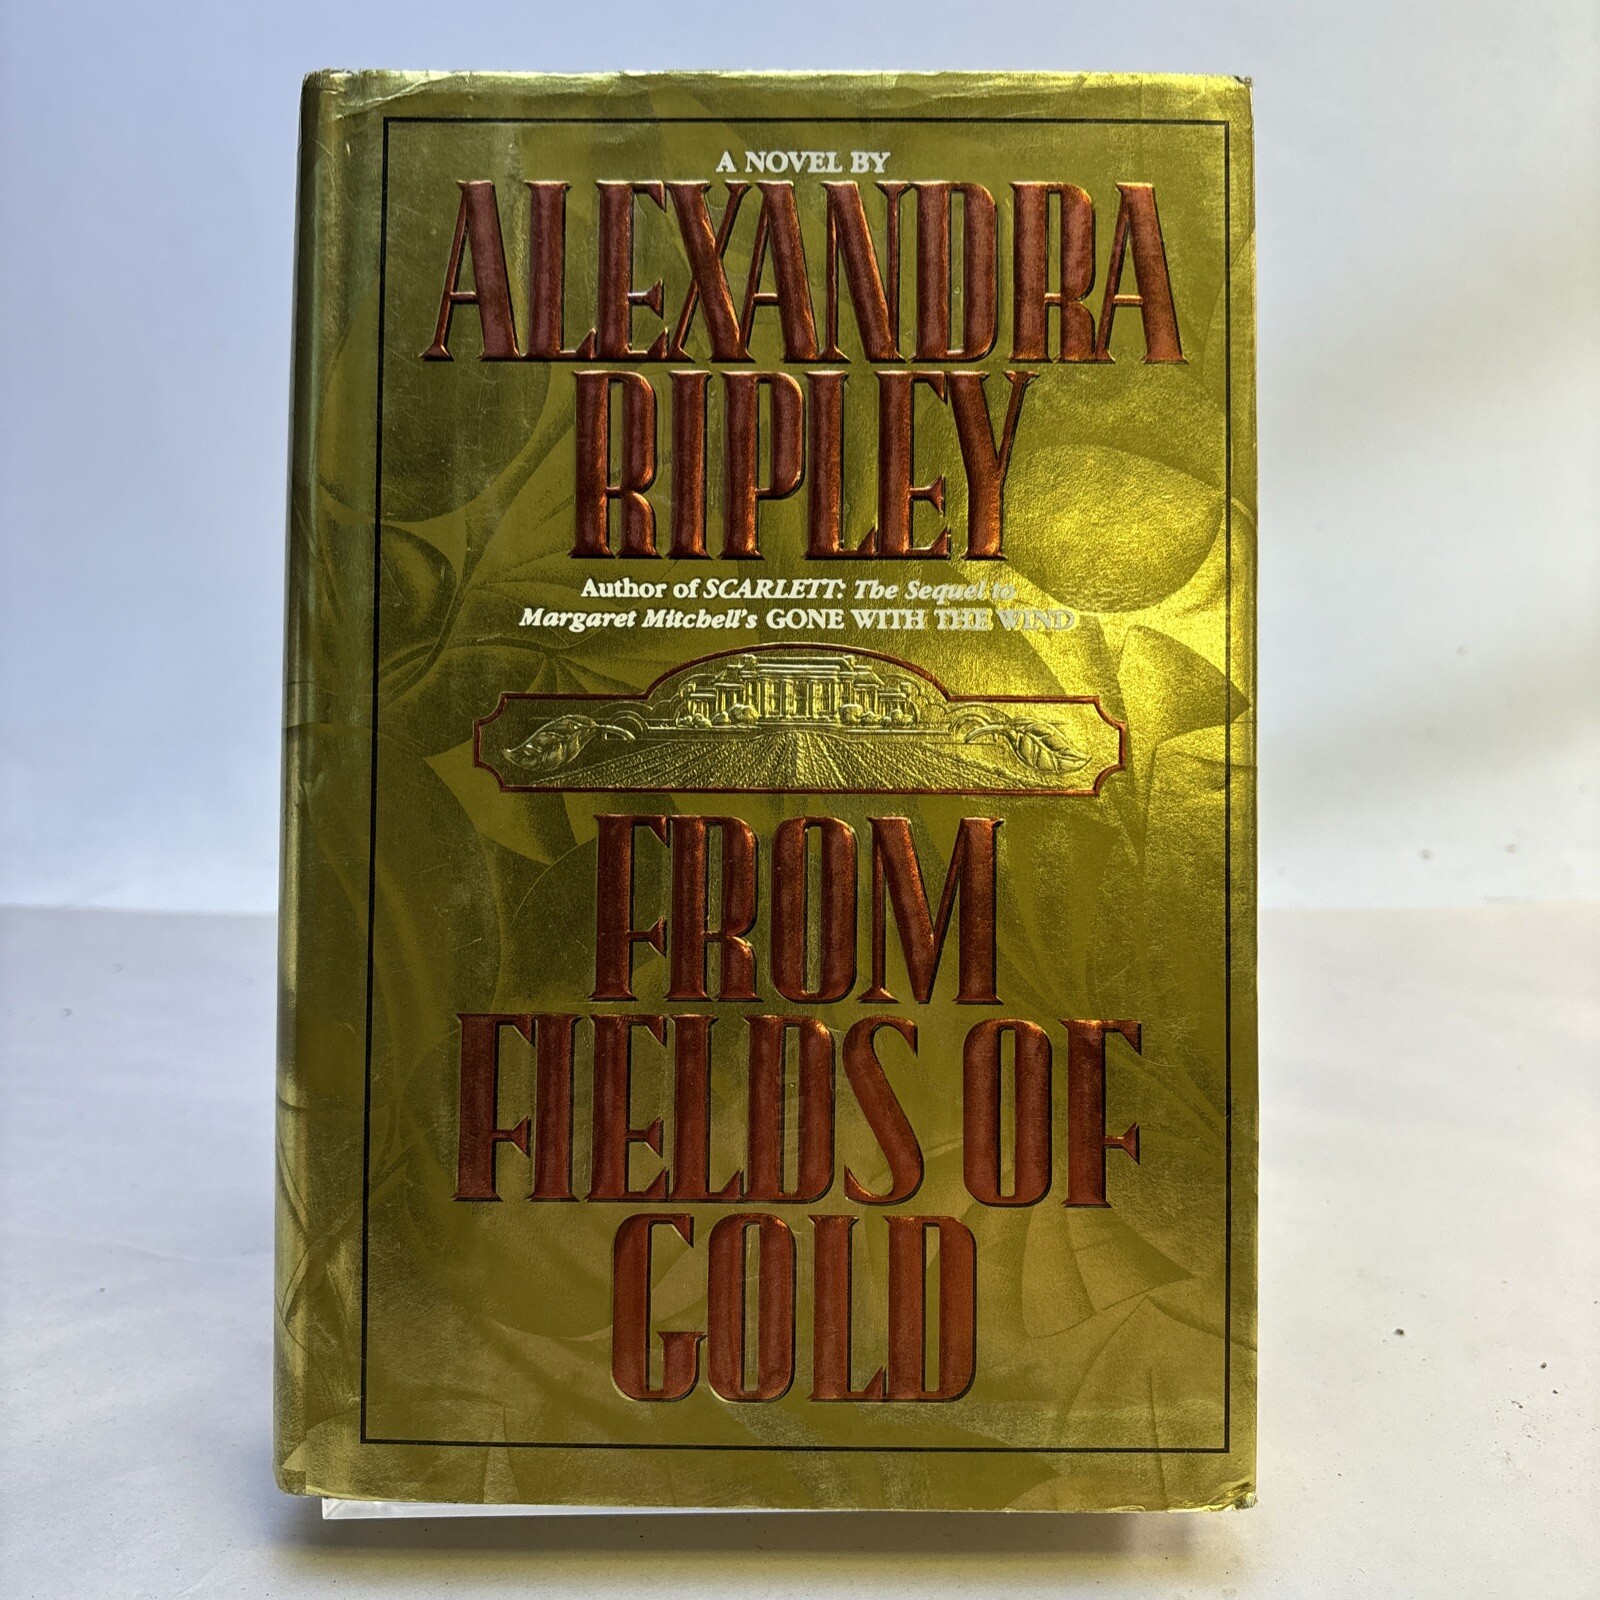 A NOVEL BY
ALEXANDRA
RIPLEY
Author of SCARLETT: The Sequel to
Margaret Mitchell's GONE WITH THE WIND
FROM
FIELDS OF
GOLD